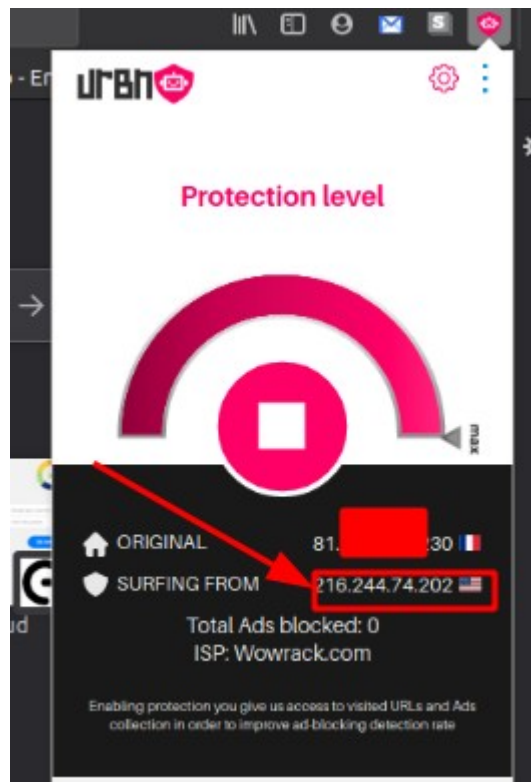 - En
URBN
Protection level
max
ORIGINAL 81. 230
SURFING FROM 216.244.74.202
Total Ads blocked: 0
ISP: Wowrack.com
Enabling protection you give us access to visited URLs and Ads
collection in order to improve ad-blocking detection rate